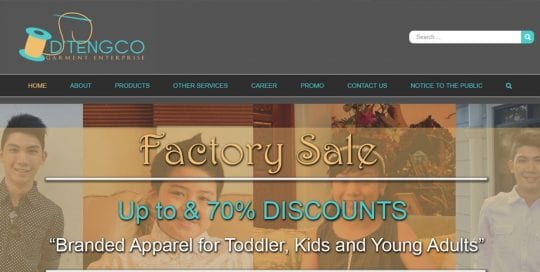 D'TENGCO
GARMENT ENTERPRISE
Search ...
HOME ABOUT PRODUCTS OTHER SERVICES CAREER PROMO CONTACT US NOTICE TO THE PUBLIC
Factory Sale
Up to & 70% DISCOUNTS
“Branded Apparel for Toddler, Kids and Young Adults”